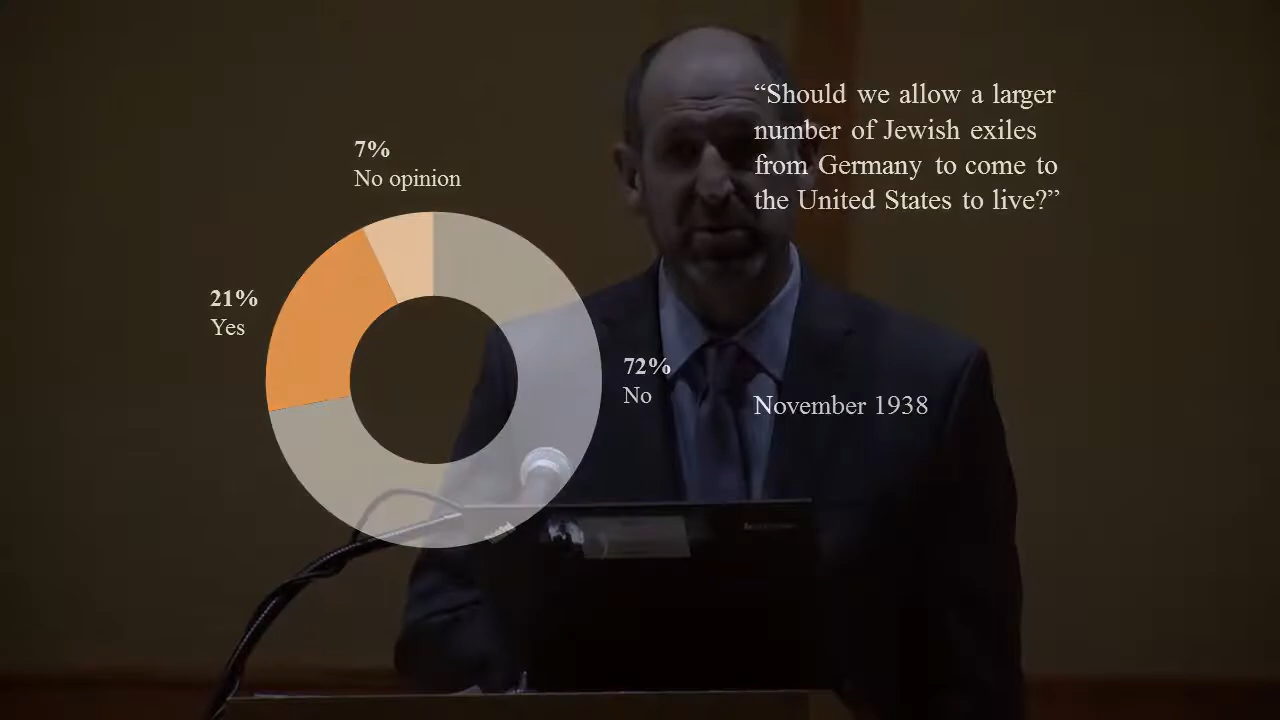 “Should we allow a larger
number of Jewish exiles
from Germany to come to
the United States to live?”
7%
No opinion
21%
Yes
72%
No
November 1938